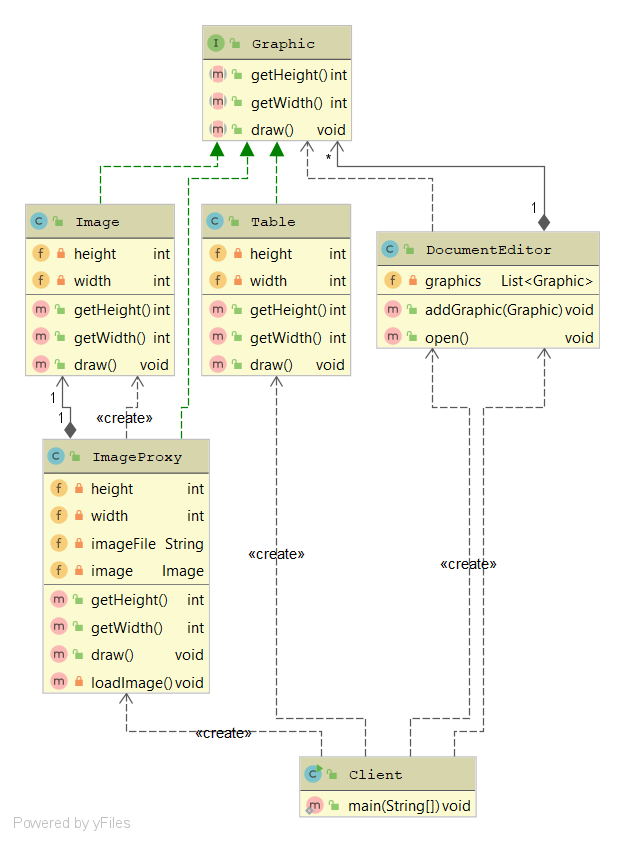 Graphic
getHeight() int
getWidth() int
draw() void
*
1
Image
height int
width int
getHeight() int
getWidth() int
draw() void
Table
height int
width int
getHeight() int
getWidth() int
draw() void
DocumentEditor
graphics List<Graphic>
addGraphic(Graphic) void
open() void
1
1
«create»
ImageProxy
height int
width int
imageFile String
image Image
getHeight() int
getWidth() int
draw() void
loadImage() void
«create»
«create»
«create»
Client
main(String[]) void
Powered by yFiles